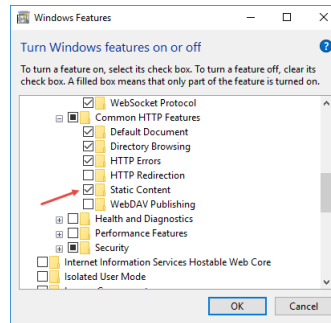 Windows Features
Turn Windows features on or off
To turn a feature on, select its check box. To turn a feature off, clear its
check box. A filled box means that only part of the feature is turned on.
WebSocket Protocol
Common HTTP Features
Default Document
Directory Browsing
HTTP Errors
HTTP Redirection
Static Content
WebDAV Publishing
Health and Diagnostics
Performance Features
Security
Internet Information Services Hostable Web Core
Isolated User Mode
OK Cancel